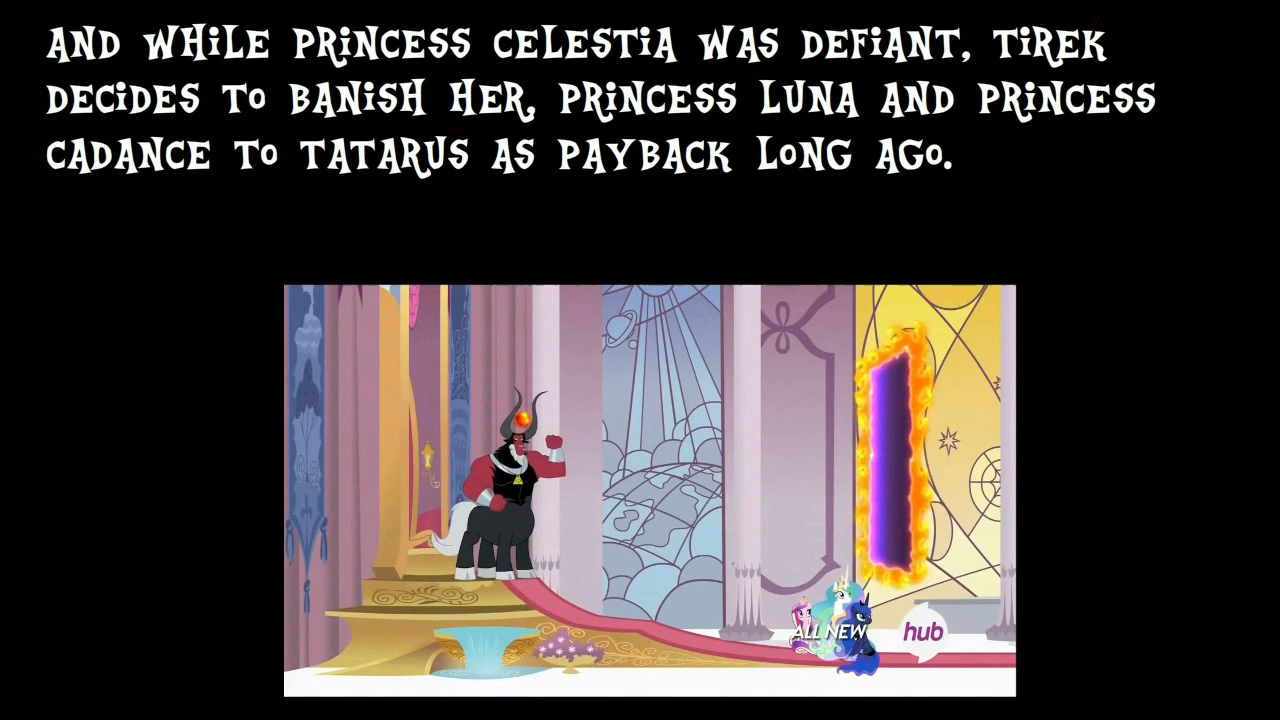 AND WHiLE PRiNCESS CELESTiA WAS DEFiANT, TiREK
DECiDES To BANiSH HER, PRiNCESS LUNA AND PRiNCESS
CADANCE To TATARUS AS PAYBACK LoNG AGo.
ALL NEW
hub